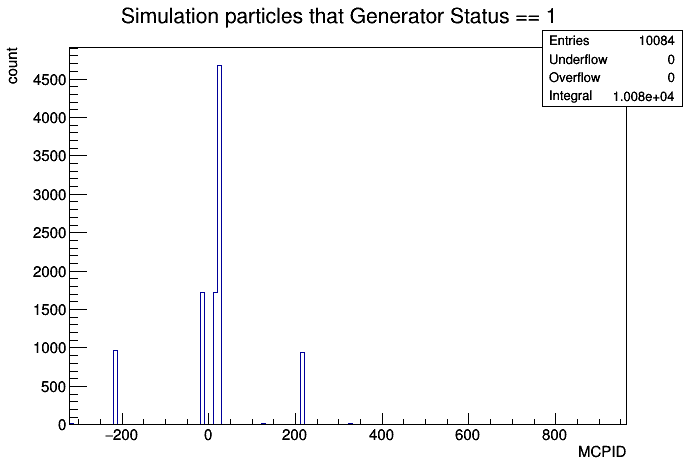 Simulation particles that Generator Status == 1
Entries 10084
Underflow 0
Overflow 0
Integral 1.008e+04
count
4500
4000
3500
3000
2500
2000
1500
1000
500
0
−200 0 200 400 600 800
MCPID